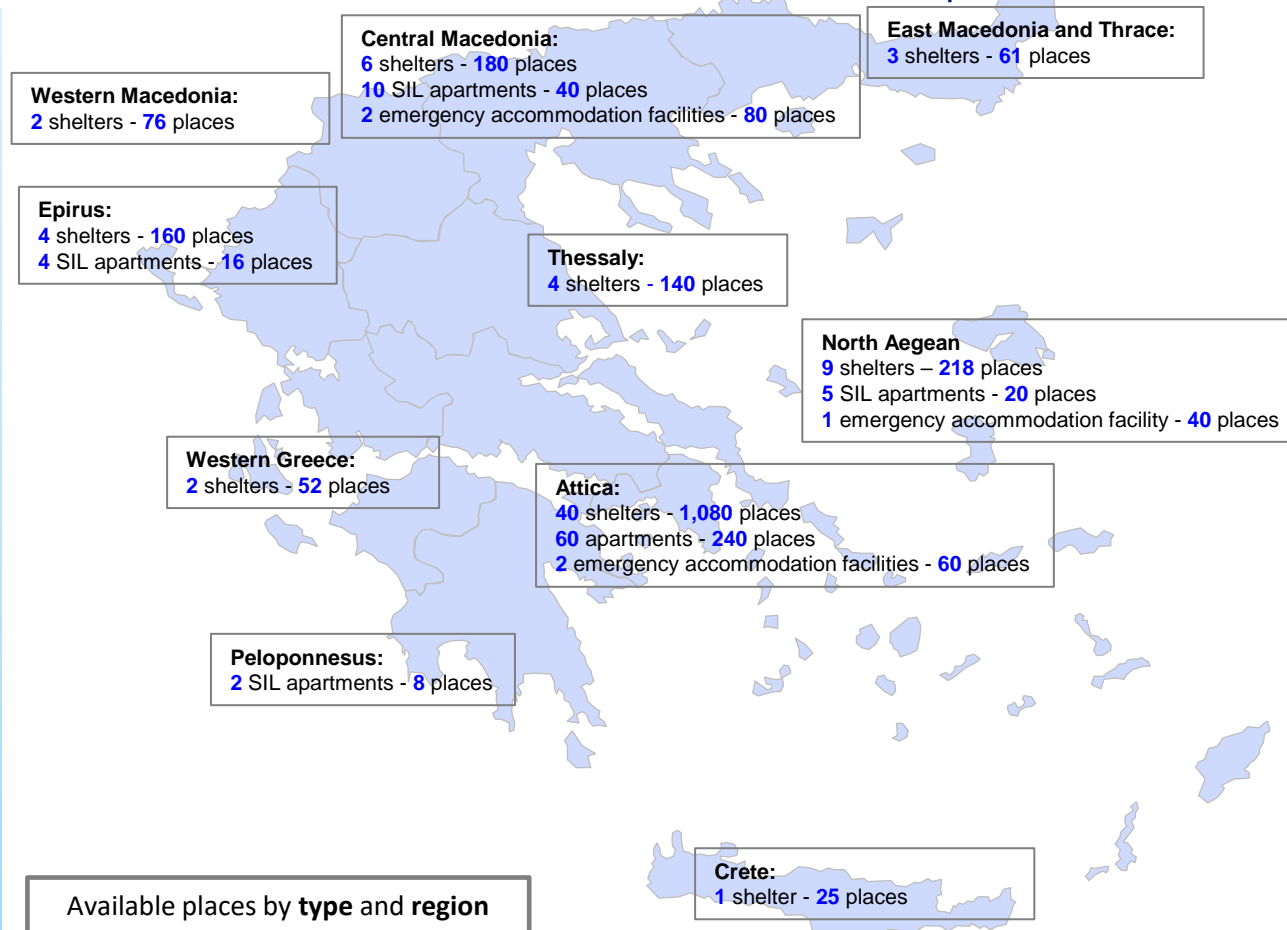 Central Macedonia:
6 shelters - 180 places
10 SIL apartments - 40 places
2 emergency accommodation facilities - 80 places
East Macedonia and Thrace:
3 shelters - 61 places
Western Macedonia:
2 shelters - 76 places
Epirus:
4 shelters - 160 places
4 SIL apartments - 16 places
Thessaly:
4 shelters - 140 places
North Aegean
9 shelters – 218 places
5 SIL apartments - 20 places
1 emergency accommodation facility - 40 places
Western Greece:
2 shelters - 52 places
Attica:
40 shelters - 1,080 places
60 apartments - 240 places
2 emergency accommodation facilities - 60 places
Peloponnesus:
2 SIL apartments - 8 places
Crete:
1 shelter - 25 places
Available places by type and region